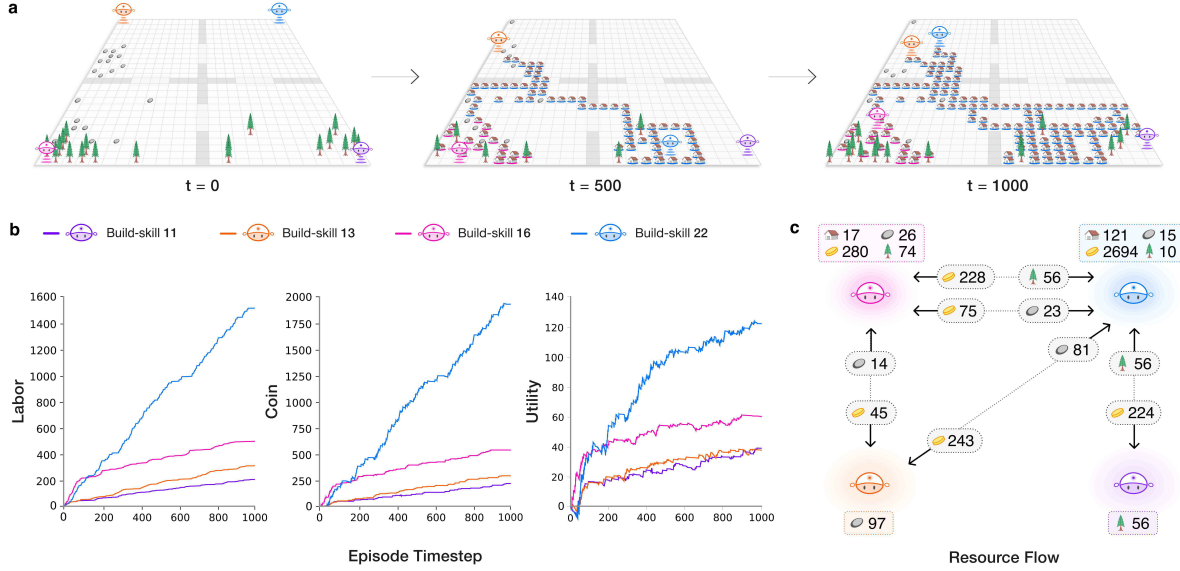 a
t = 0
t = 500
t = 1000
b
Build-skill 11
Build-skill 13
Build-skill 16
Build-skill 22
Labor
1600
1400
1200
1000
800
600
400
200
0
0 200 400 600 800 1000
Coin
2000
1750
1500
1250
1000
750
500
250
0
0 200 400 600 800 1000
Utility
140
120
100
80
60
40
20
0
0 200 400 600 800 1000
Episode Timestep
c
17 26
280 74
121 15
2694 10
228 56
75 23
14
81
56
45
243
224
97
56
Resource Flow